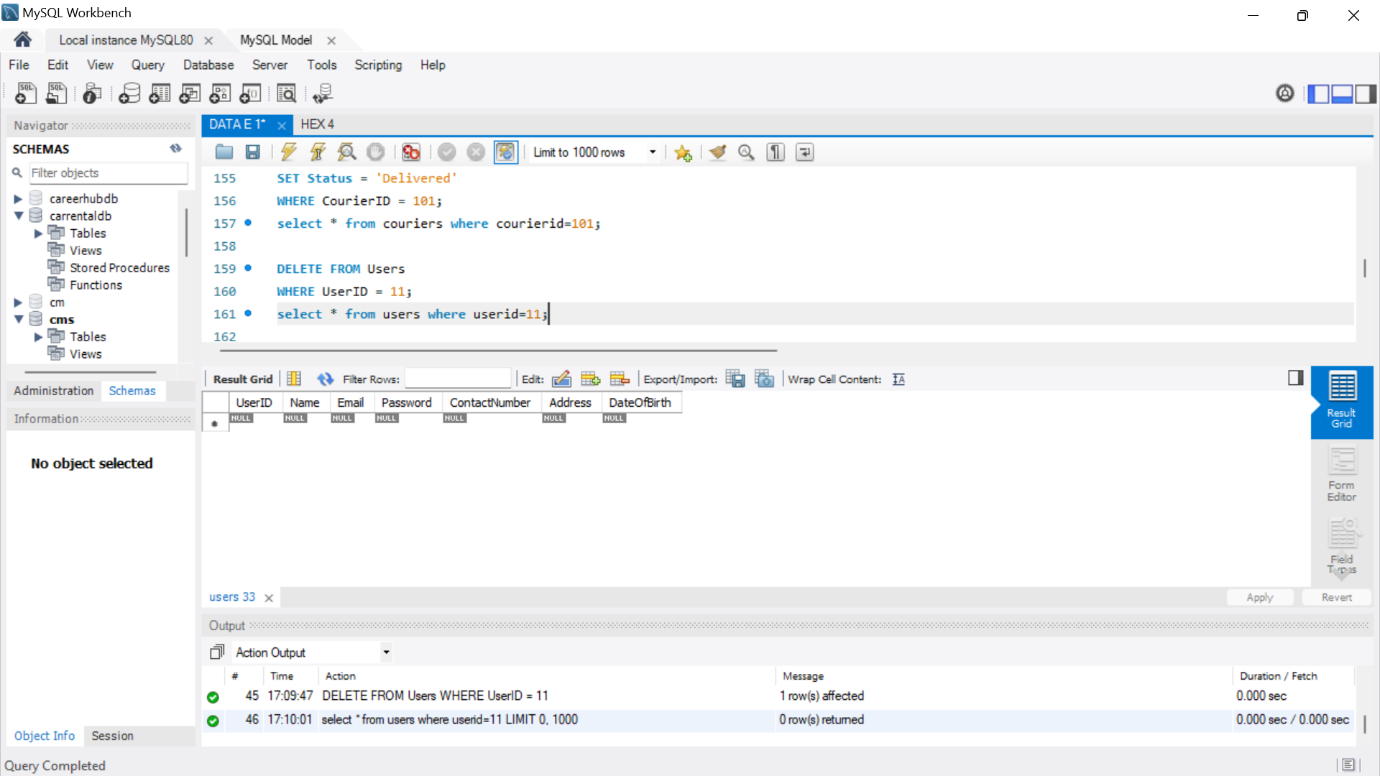 MySQL Workbench
Local instance MySQL80
MySQL Model
File Edit View Query Database Server Tools Scripting Help
Navigator
SCHEMAS
Filter objects
careerhubdb
carrentaldb
Tables
Views
Stored Procedures
Functions
cm
cms
Tables
Views
Administration Schemas
Information
No object selected
Object Info Session
DATA E 1* HEX 4
Limit to 1000 rows
155 SET Status = 'Delivered'
156 WHERE CourierID = 101;
157 select * from couriers where courierid=101;
158
159 DELETE FROM Users
160 WHERE UserID = 11;
161 select * from users where userid=11;
162
Result Grid Filter Rows: Edit: Export/Import: Wrap Cell Content:
UserID Name Email Password ContactNumber Address DateOfBirth
NULL NULL NULL NULL NULL NULL NULL
Result
Grid
Form
Editor
Field
Types
users 33 Apply Revert
Output
Action Output
# Time Action Message Duration / Fetch
45 17:09:47 DELETE FROM Users WHERE UserID = 11 1 row(s) affected 0.000 sec
46 17:10:01 select * from users where userid=11 LIMIT 0, 1000 0 row(s) returned 0.000 sec / 0.000 sec
Query Completed